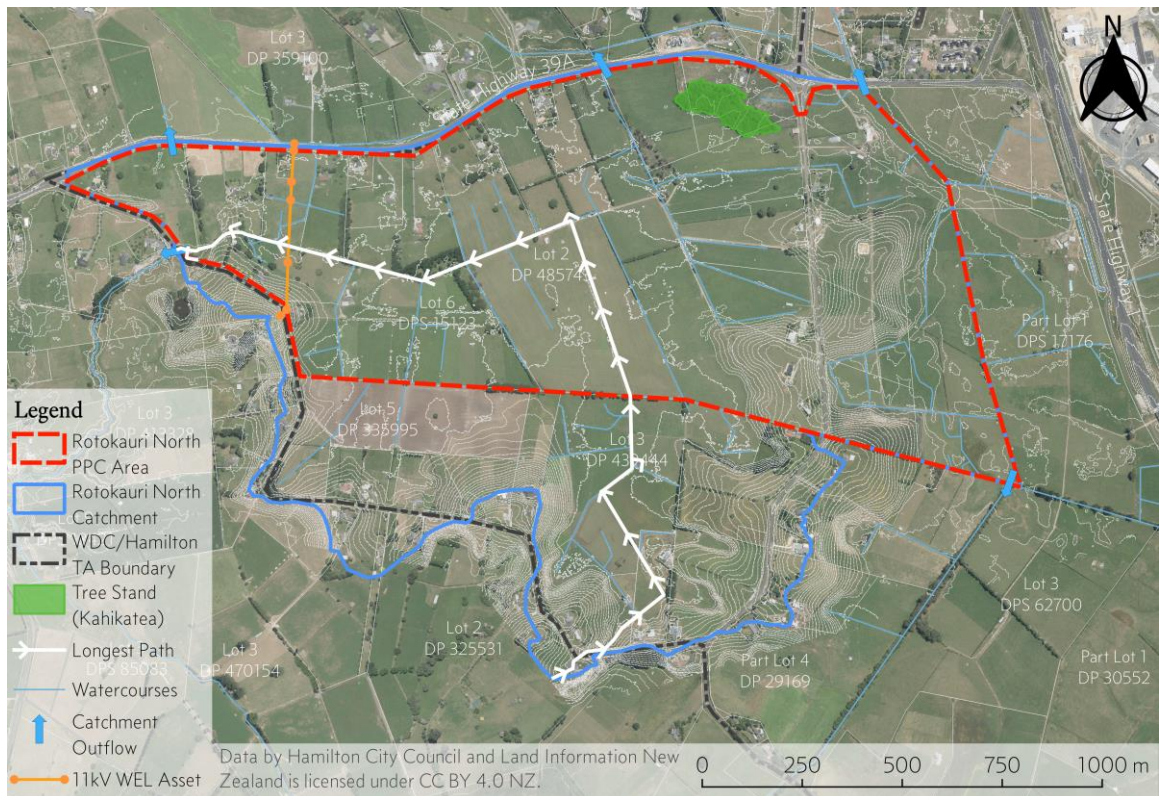 Lot 3
DP 359100
State Highway 39A
N
State Highway
Lot 2
DP 48574
Lot 6
DPS 15123
Part Lot 1
DPS 17176
Lot 5
DP 335995
Lot 3
Lot 3
Lot 3
DPS 62700
Lot 2
DP 325531
Lot 3
DP 470154
DPS 85083
Part Lot 4
DP 29169
Part Lot 1
DP 30552
Legend
Rotokauri North
PPC Area
Rotokauri North
Catchment
WDC/Hamilton
TA Boundary
Tree Stand
(Kahikatea)
Longest Path
Watercourses
Catchment
Outflow
11kV WEL Asset
Data by Hamilton City Council and Land Information New
Zealand is licensed under CC BY 4.0 NZ.
0 250 500 750 1000 m